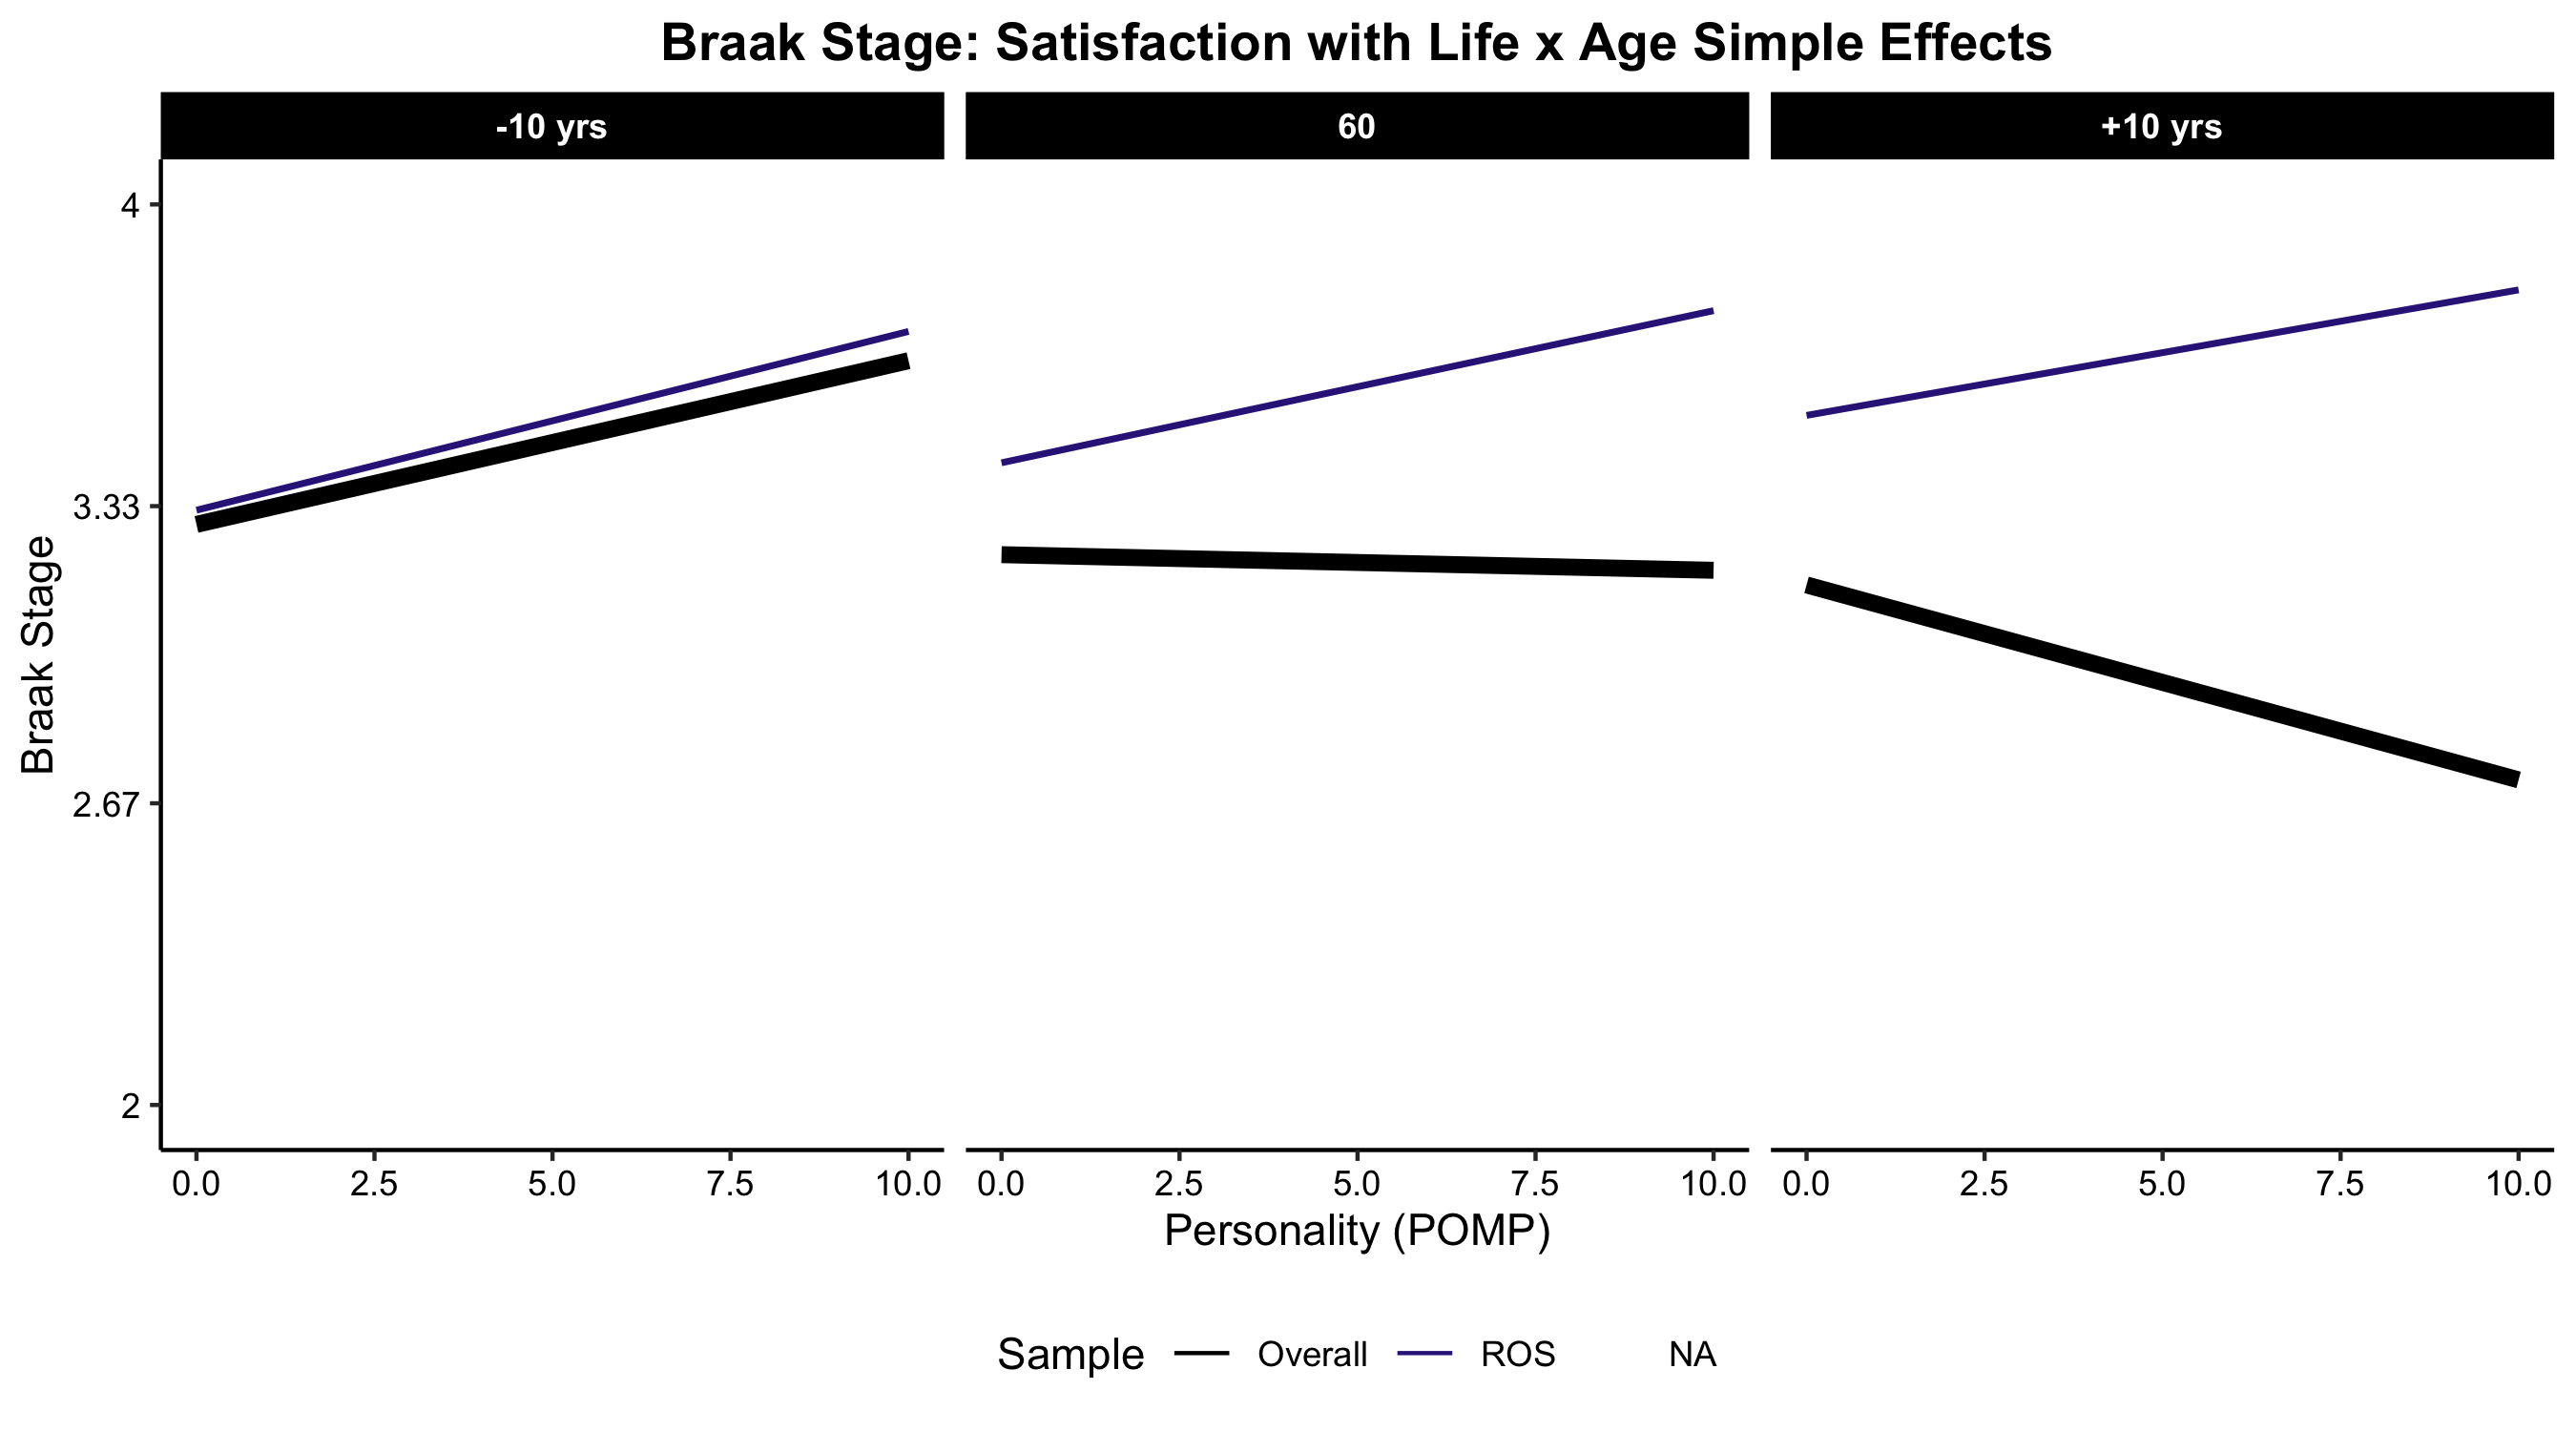 Braak Stage: Satisfaction with Life x Age Simple Effects
-10 yrs 60 +10 yrs
Braak Stage
4
3.33
2.67
2
0.0 2.5 5.0 7.5 10.0 0.0 2.5 5.0 7.5 10.0 0.0 2.5 5.0 7.5 10.0
Personality (POMP)
Sample Overall ROS NA